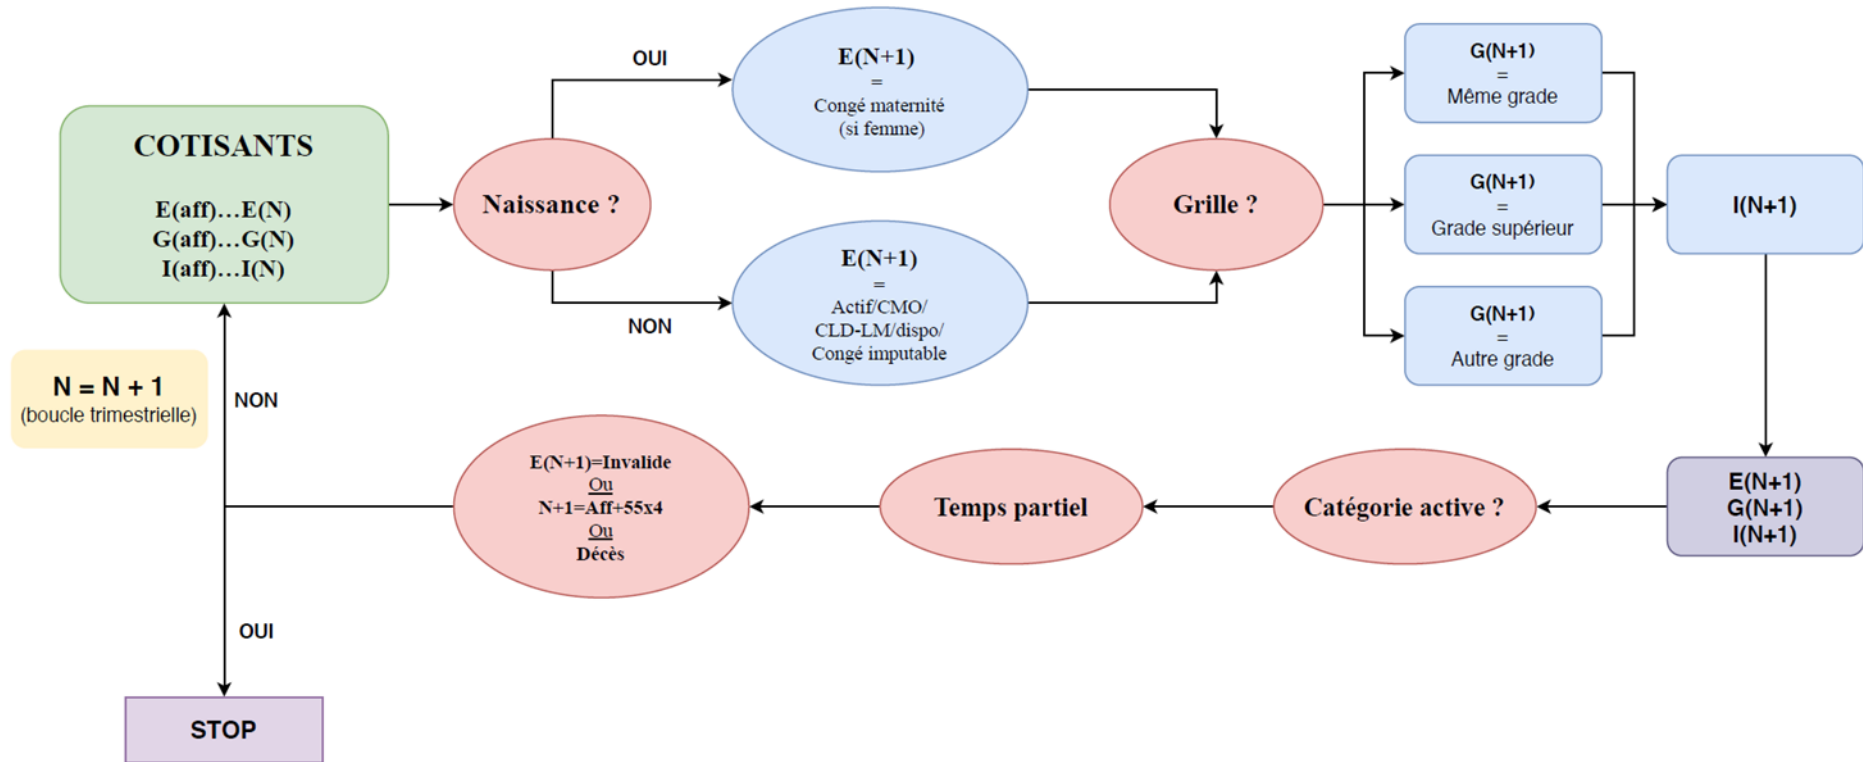 COTISANTS
E(aff)…E(N)
G(aff)…G(N)
I(aff)…I(N)
Naissance ?
OUI
E(N+1)
=
Congé maternité
(si femme)
NON
E(N+1)
=
Actif/CMO/
CLD-LM/dispo/
Congé imputable
Grille ?
G(N+1)
=
Même grade
G(N+1)
=
Grade supérieur
G(N+1)
=
Autre grade
I(N+1)
E(N+1)
G(N+1)
I(N+1)
Catégorie active ?
Temps partiel
E(N+1)=Invalide
Ou
N+1=Aff+55x4
Ou
Décès
N = N + 1
(boucle trimestrielle)
NON
OUI
STOP